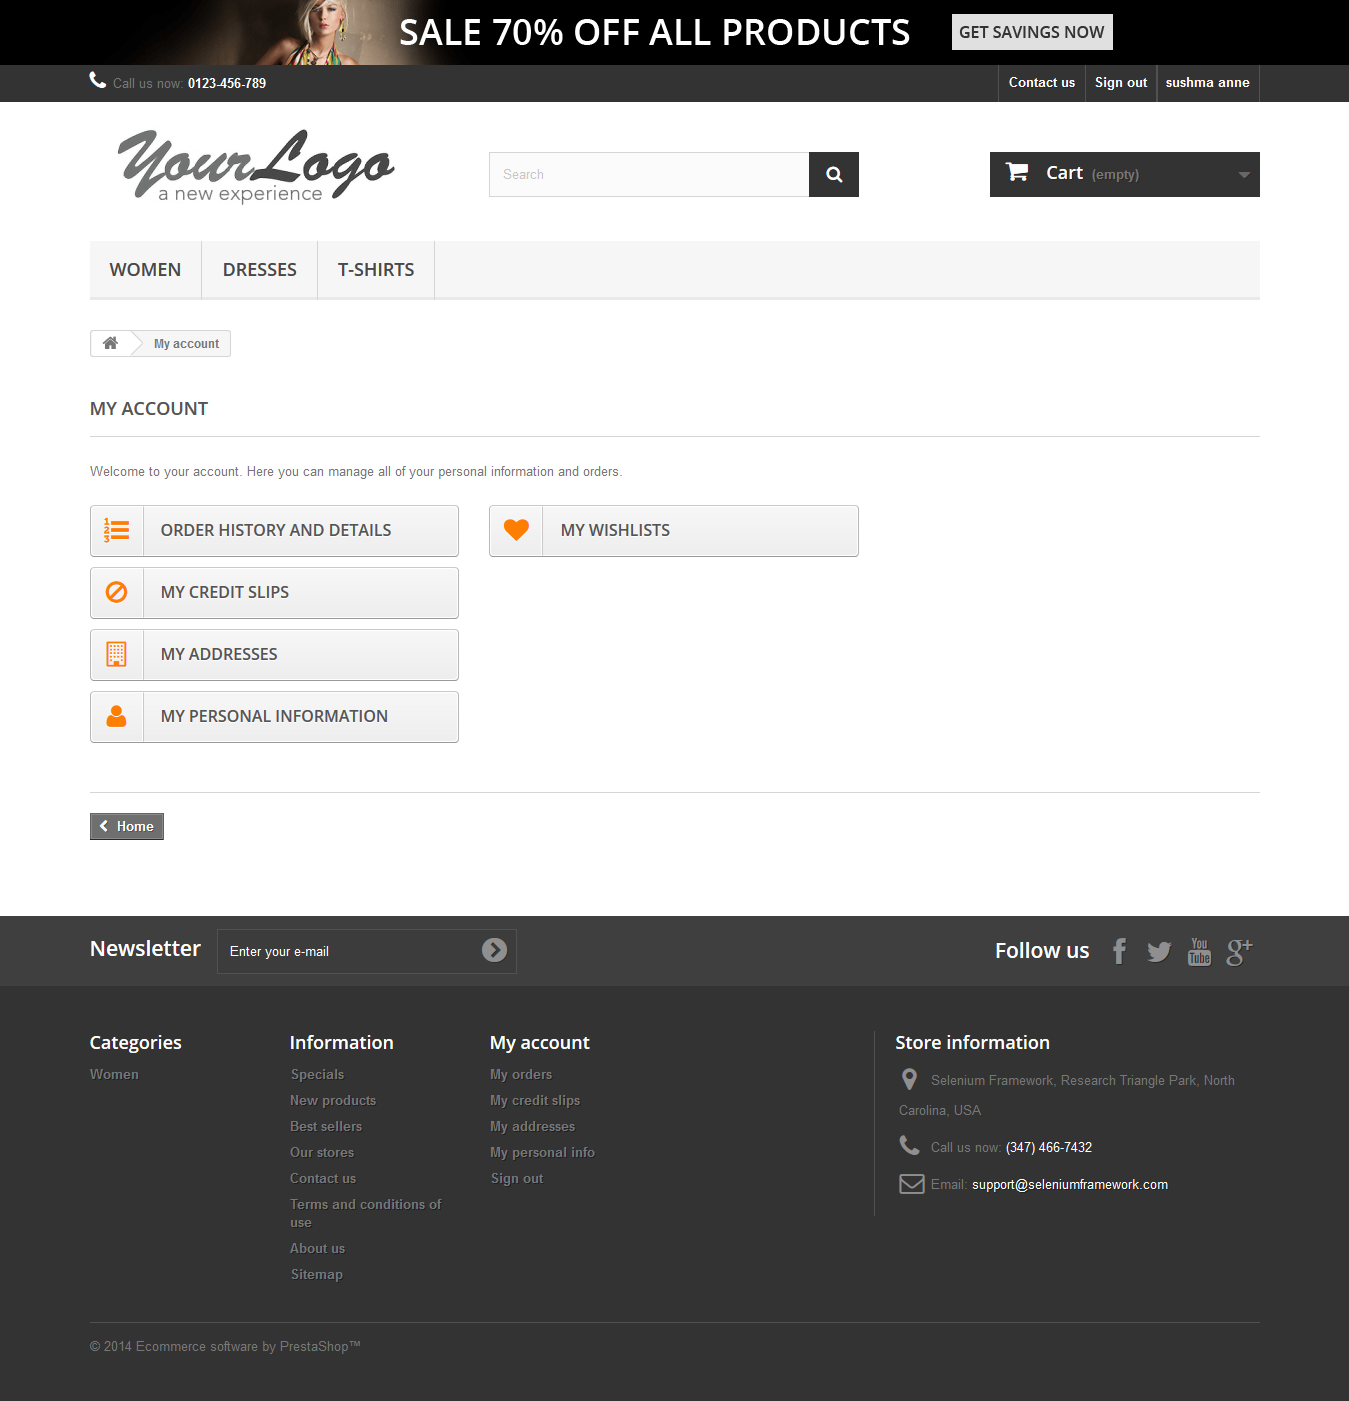 SALE 70% OFF ALL PRODUCTS
GET SAVINGS NOW
Call us now: 0123-456-789
Contact us
Sign out
sushma anne
YourLogo
a new experience
Search
Cart (empty)
WOMEN
DRESSES
T-SHIRTS
My account
MY ACCOUNT
Welcome to your account. Here you can manage all of your personal information and orders.
ORDER HISTORY AND DETAILS
MY WISHLISTS
MY CREDIT SLIPS
MY ADDRESSES
MY PERSONAL INFORMATION
Home
Newsletter
Enter your e-mail
Follow us
Categories
Women
Information
Specials
New products
Best sellers
Our stores
Contact us
Terms and conditions of
use
About us
Sitemap
My account
My orders
My credit slips
My addresses
My personal info
Sign out
Store information
Selenium Framework, Research Triangle Park, North
Carolina, USA
Call us now: (347) 466-7432
Email: support@seleniumframework.com
© 2014 Ecommerce software by PrestaShop™